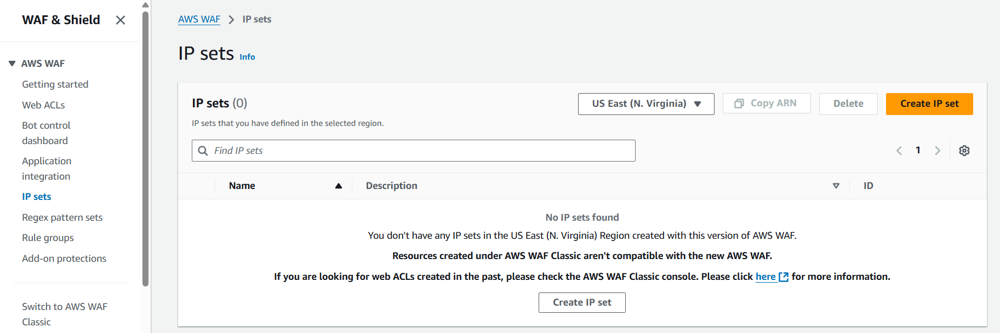 WAF & Shield
AWS WAF
Getting started
Web ACLs
Bot control
dashboard
Application
integration
IP sets
Regex pattern sets
Rule groups
Add-on protections
Switch to AWS WAF
Classic
AWS WAF
IP sets
IP sets Info
IP sets (0)
US East (N. Virginia)
Copy ARN
Delete
Create IP set
IP sets that you have defined in the selected region.
Find IP sets
1
Name
Description
ID
No IP sets found
You don't have any IP sets in the US East (N. Virginia) Region created with this version of AWS WAF.
Resources created under AWS WAF Classic aren't compatible with the new AWS WAF.
If you are looking for web ACLs created in the past, please check the AWS WAF Classic console. Please click here for more information.
Create IP set